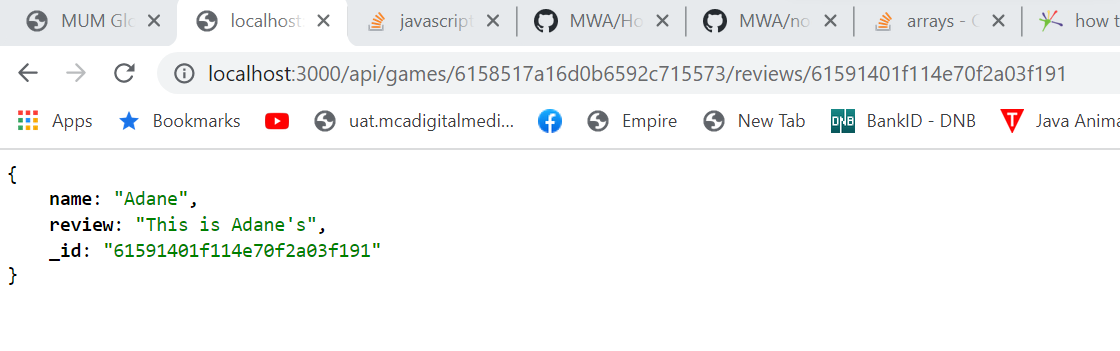 MUM Glo
localhost:
javascript
MWA/Ho
MWA/no
arrays - C
how t
localhost:3000/api/games/6158517a16d0b6592c715573/reviews/61591401f114e70f2a03f191
Apps Bookmarks uat.mcadigitalmedi... Empire New Tab DNB BankID - DNB Java Anima
{
name: "Adane",
review: "This is Adane's",
_id: "61591401f114e70f2a03f191"
}